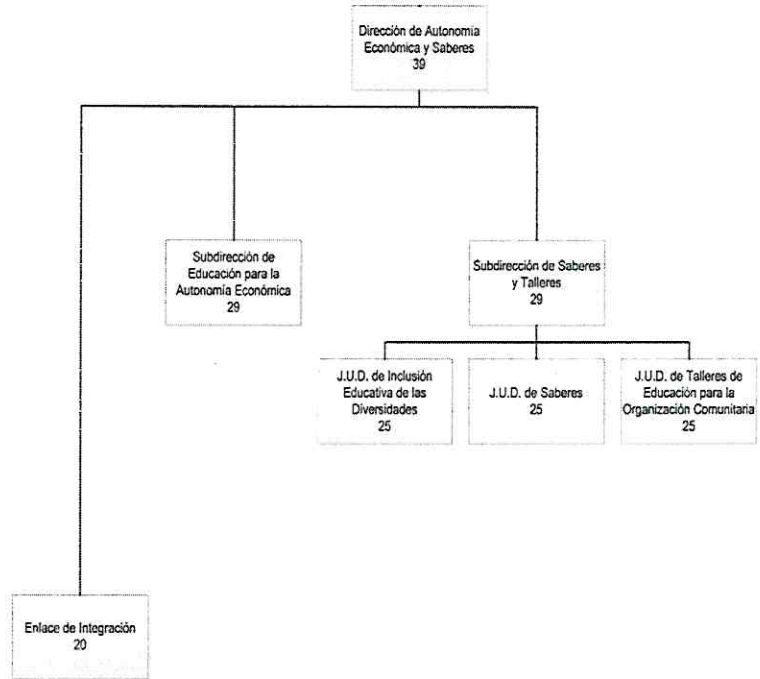 Dirección de Autonomía
Económica y Saberes
39
Subdirección de
Educación para la
Autonomía Económica
29
Subdirección de Saberes
y Talleres
29
J.U.D. de Inclusión
Educativa de las
Diversidades
25
J.U.D. de Saberes
25
J.U.D. de Talleres de
Educación para la
Organización Comunitaria
25
Enlace de Integración
20